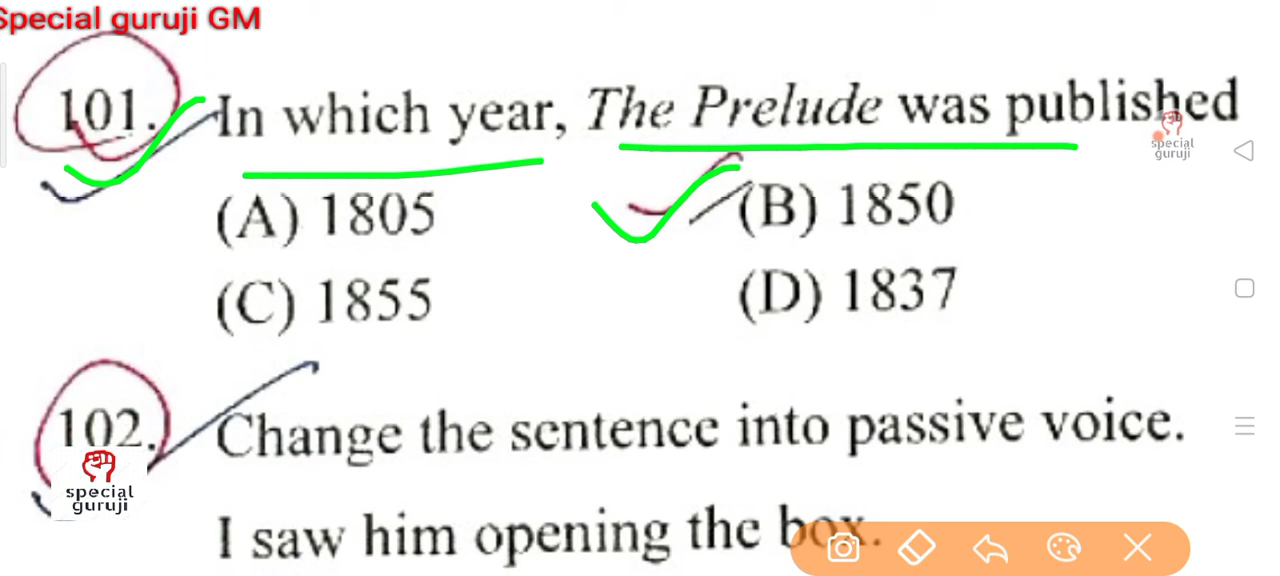 Special guruji GM
101. In which year, The Prelude was published
special
guruji
(A) 1805 (B) 1850
(C) 1855 (D) 1837
102. Change the sentence into passive voice.
special
guruji
I saw him opening the box.